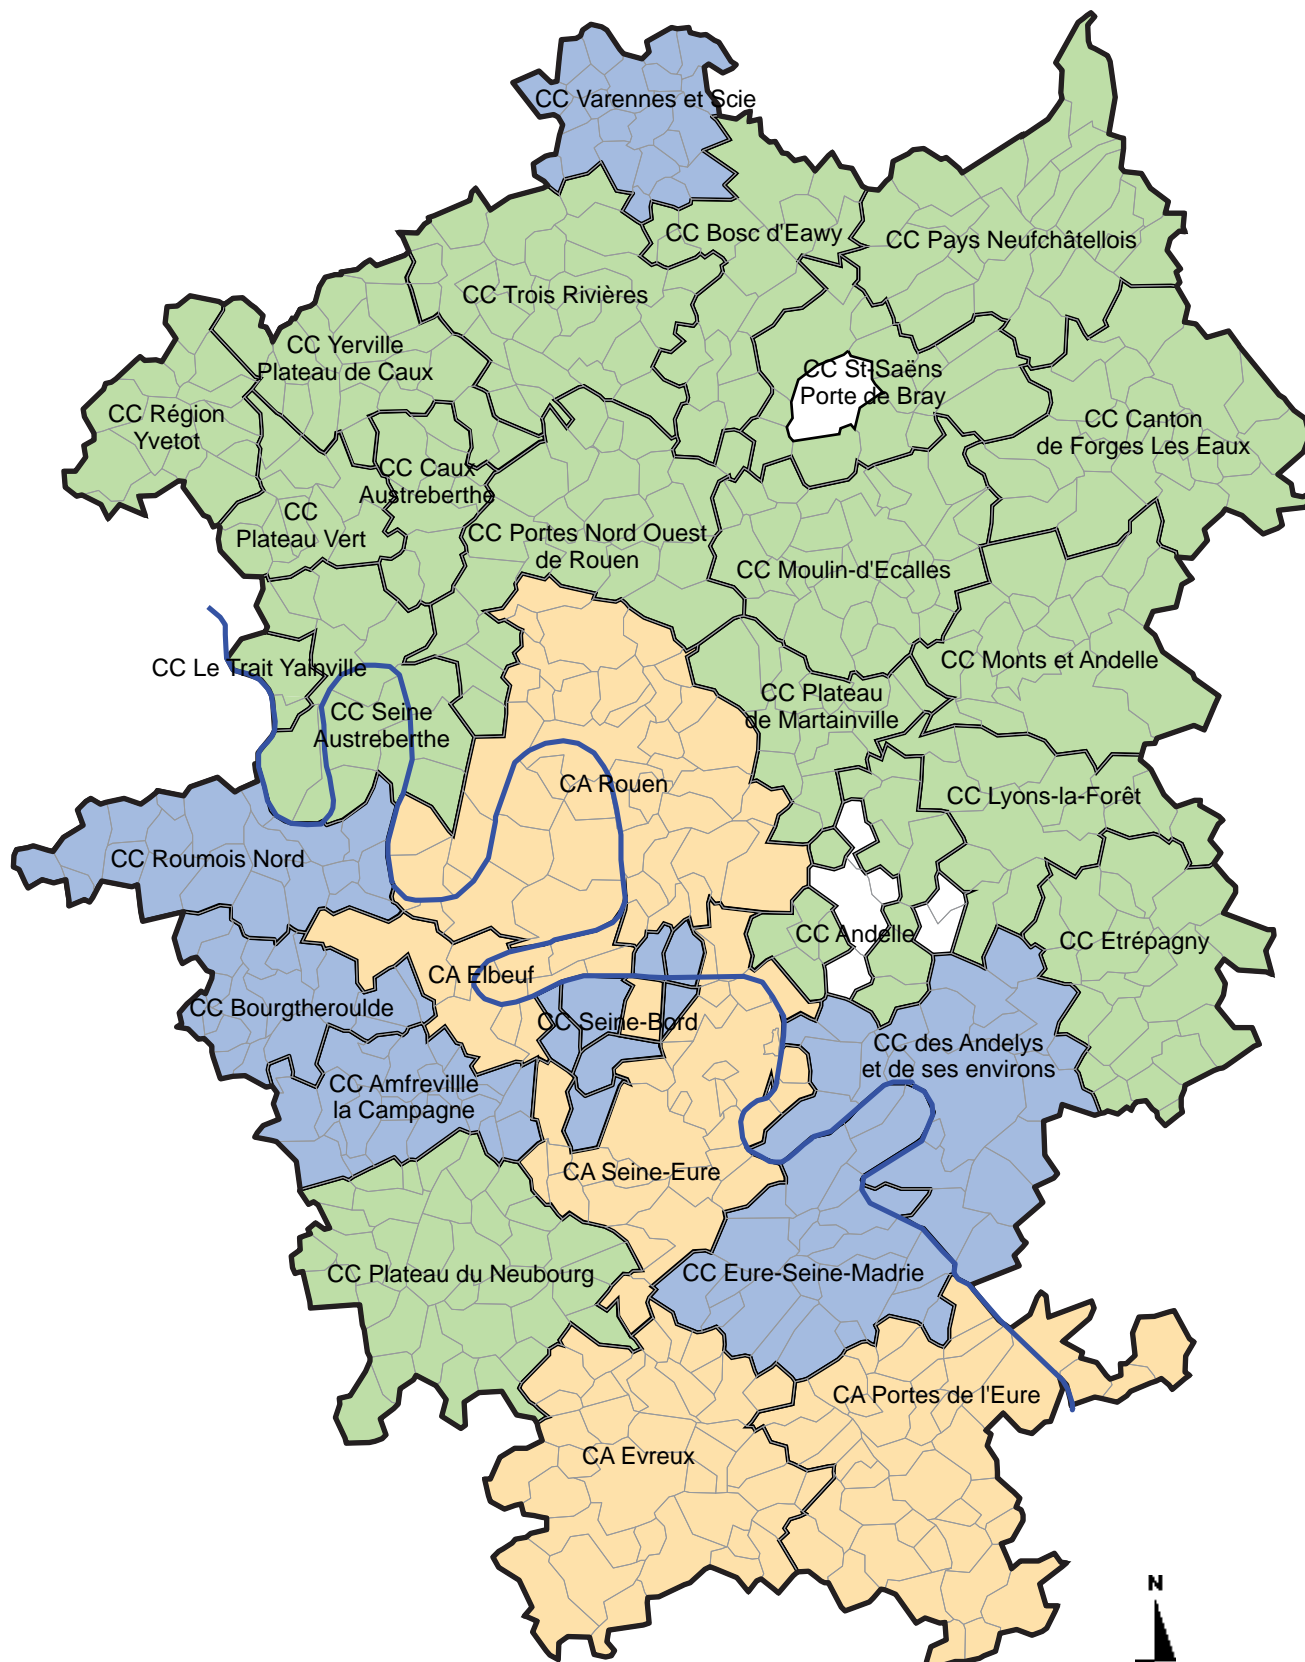 CC Varennes et Scie
CC Bosc d'Eawy
CC Pays Neufchâtellois
CC Trois Rivières
CC Yerville
Plateau de Caux
CC St-Saëns
Porte de Bray
CC Région
Yvetot
CC Canton
de Forges Les Eaux
CC Caux
Austreberthe
CC
Plateau Vert
CC Portes Nord Ouest
de Rouen
CC Moulin-d'Ecalles
CC Le Trait Yainville
CC Monts et Andelle
CC Plateau
de Martainville
CC Seine
Austreberthe
CA Rouen
CC Lyons-la-Forêt
CC Roumois Nord
CC Andelle
CC Etrépagny
CA Elbeuf
CC Bourgtheroulde
CC Seine-Bord
CC des Andelys
et de ses environs
CC Amfrevillle
la Campagne
CA Seine-Eure
CC Plateau du Neubourg
CC Eure-Seine-Madrie
CA Portes de l'Eure
CA Evreux
N